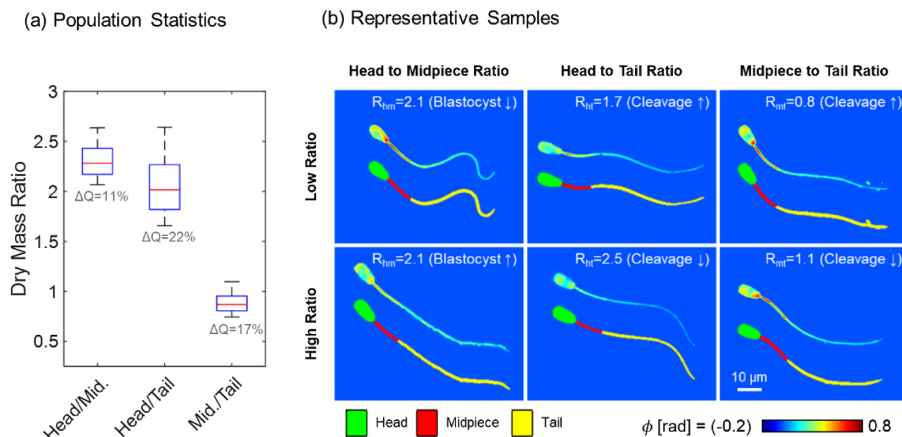 (a) Population Statistics
(b) Representative Samples
Dry Mass Ratio
3
2.5
2
1.5
1
0.5
ΔQ=11%
ΔQ=22%
ΔQ=17%
Head/Mid.
Head/Tail
Mid./Tail
Head to Midpiece Ratio
Head to Tail Ratio
Midpiece to Tail Ratio
Low Ratio
Rhm=2.1 (Blastocyst ↓)
Rht=1.7 (Cleavage ↑)
Rmt=0.8 (Cleavage ↑)
High Ratio
Rhm=2.1 (Blastocyst ↑)
Rht=2.5 (Cleavage ↓)
Rmt=1.1 (Cleavage ↓)
10 μm
Head
Midpiece
Tail
ϕ [rad] = (-0.2) 0.8